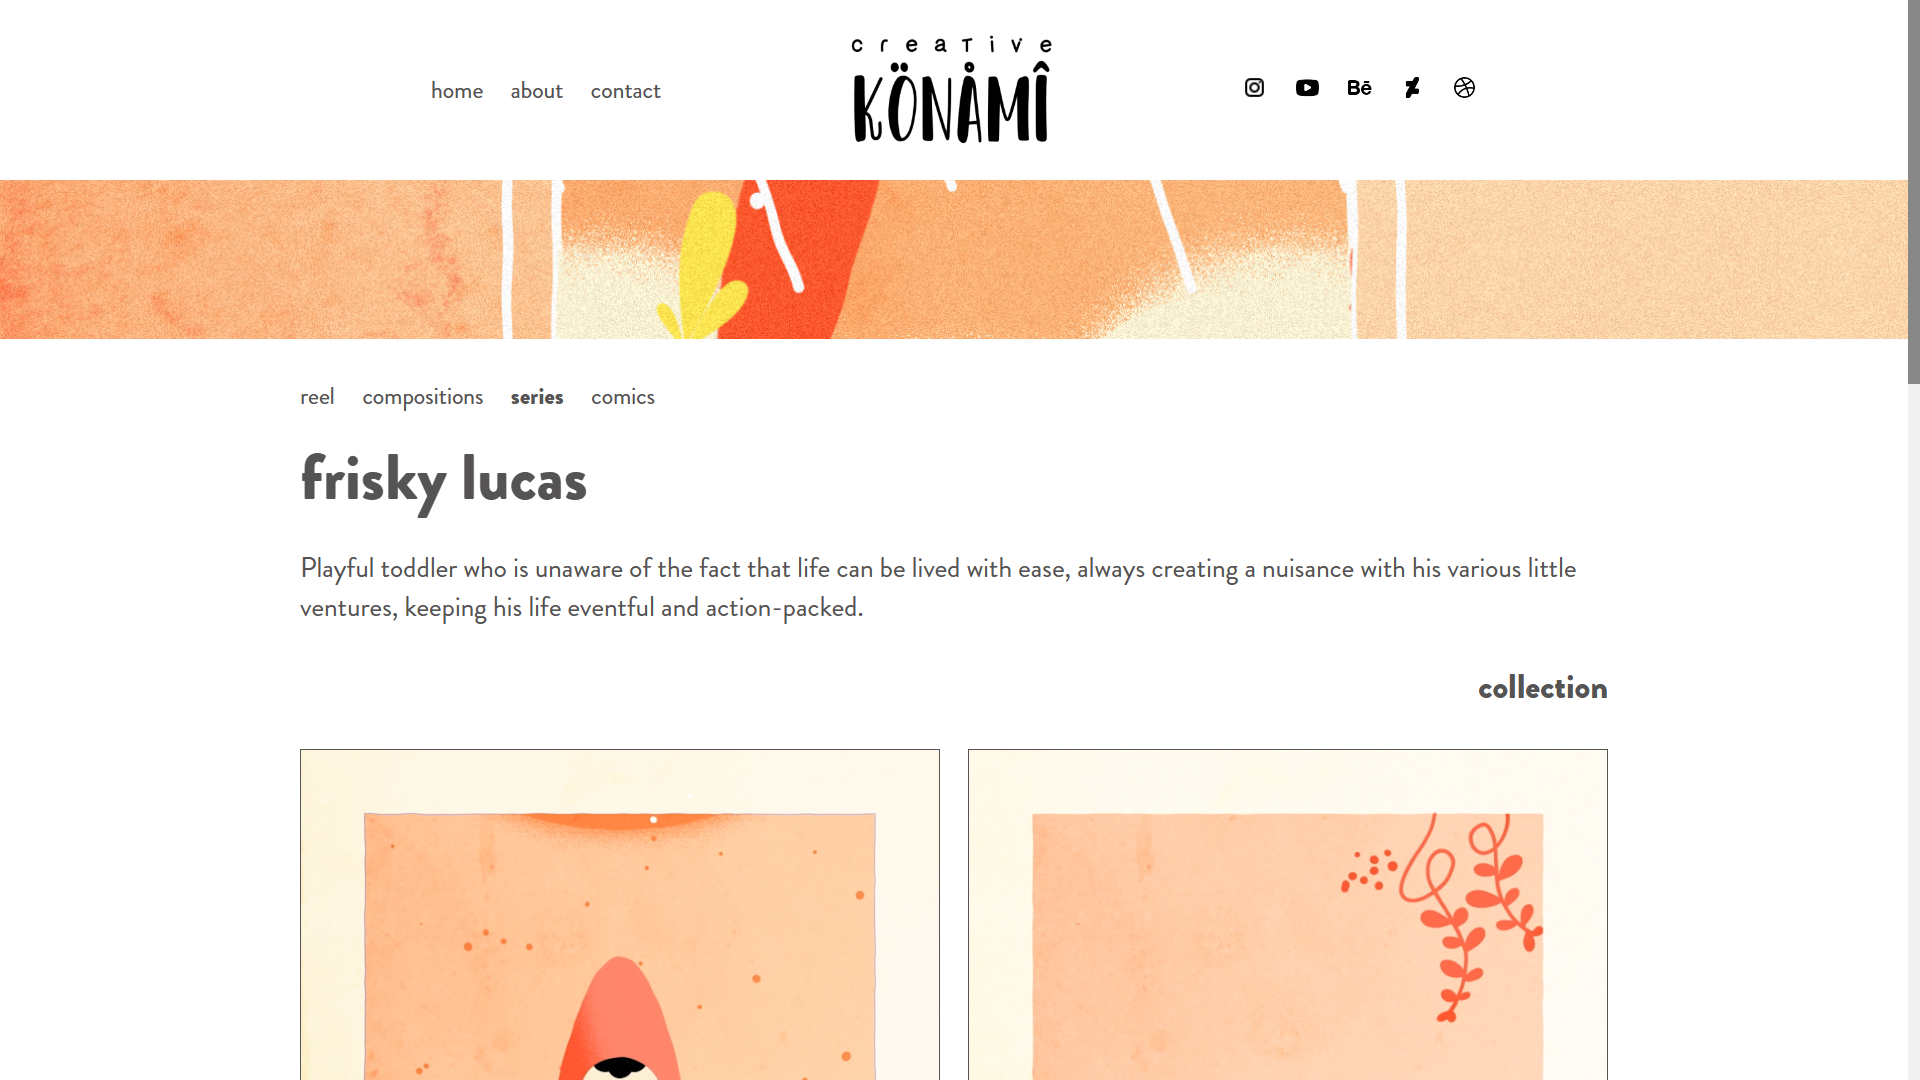 home about contact
creative
KÖNÅMÎ
Bē
reel compositions series comics
frisky lucas
Playful toddler who is unaware of the fact that life can be lived with ease, always creating a nuisance with his various little
ventures, keeping his life eventful and action-packed.
collection